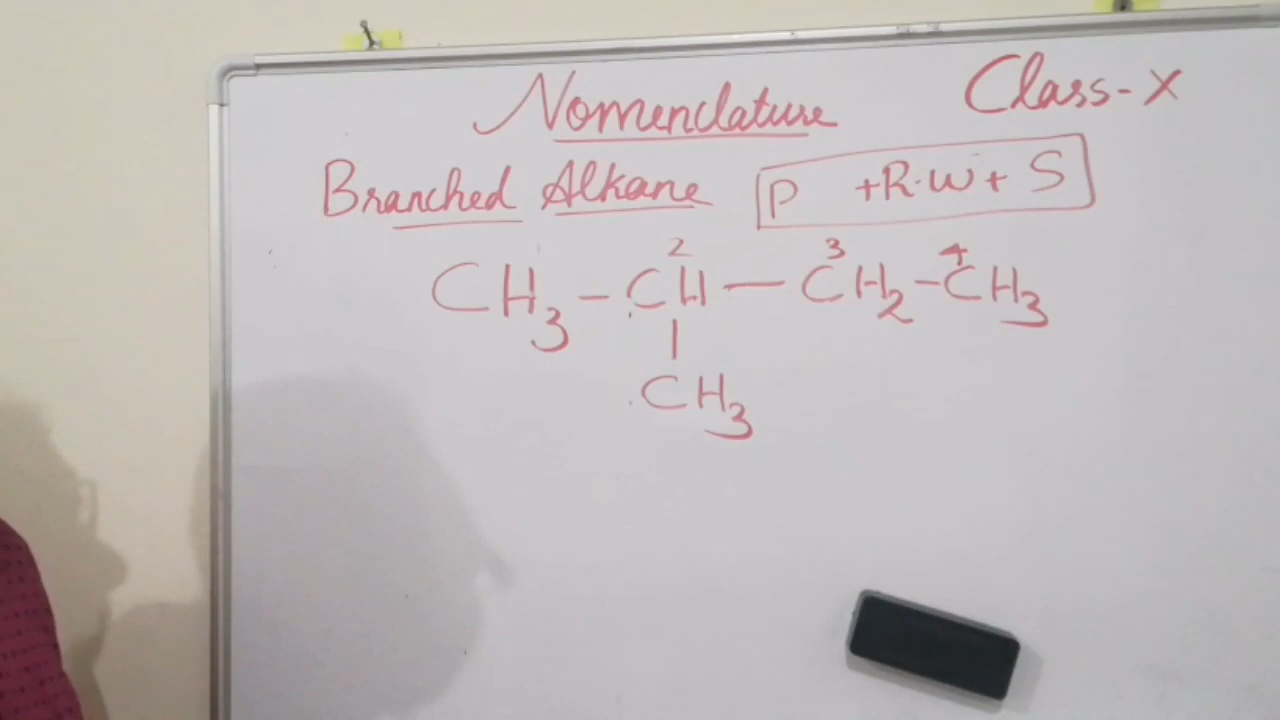 Nomenclature Class-X
Branched Alkane P +R.W+ S
2 3 4
CH3-CH-CH2-CH3
|
CH3